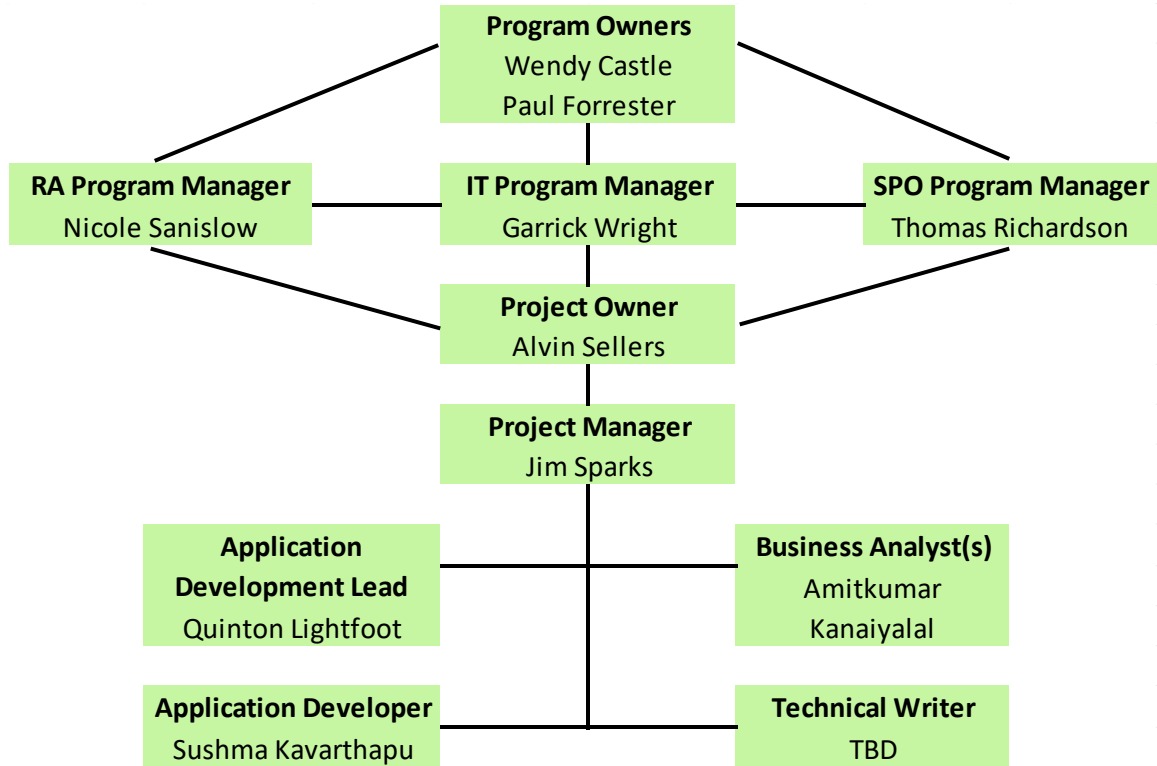 Program Owners
Wendy Castle
Paul Forrester
RA Program Manager
Nicole Sanislow
IT Program Manager
Garrick Wright
SPO Program Manager
Thomas Richardson
Project Owner
Alvin Sellers
Project Manager
Jim Sparks
Application
Development Lead
Quinton Lightfoot
Business Analyst(s)
Amitkumar
Kanaiyalal
Application Developer
Sushma Kavarthapu
Technical Writer
TBD